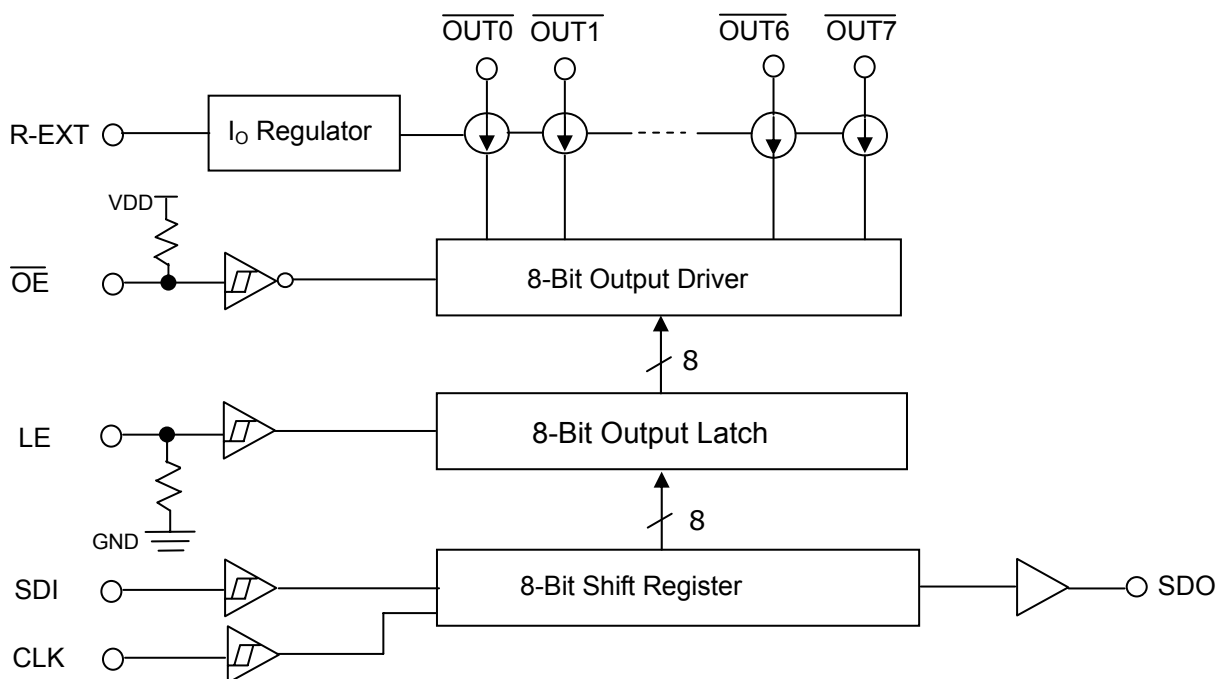 OUT0 OUT1 OUT6 OUT7
R-EXT
IO Regulator
VDD
OE
8-Bit Output Driver
8
LE
8-Bit Output Latch
GND
8
SDI
8-Bit Shift Register
SDO
CLK